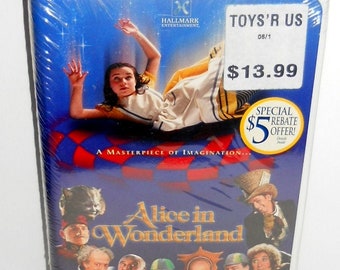 HALLMARK
ENTERTAINMENT
TOYS'R US
08/1
$13.99
SPECIAL
$5 REBATE
OFFER!
A MASTERPIECE OF IMAGINATION...
Alice in
Wonderland